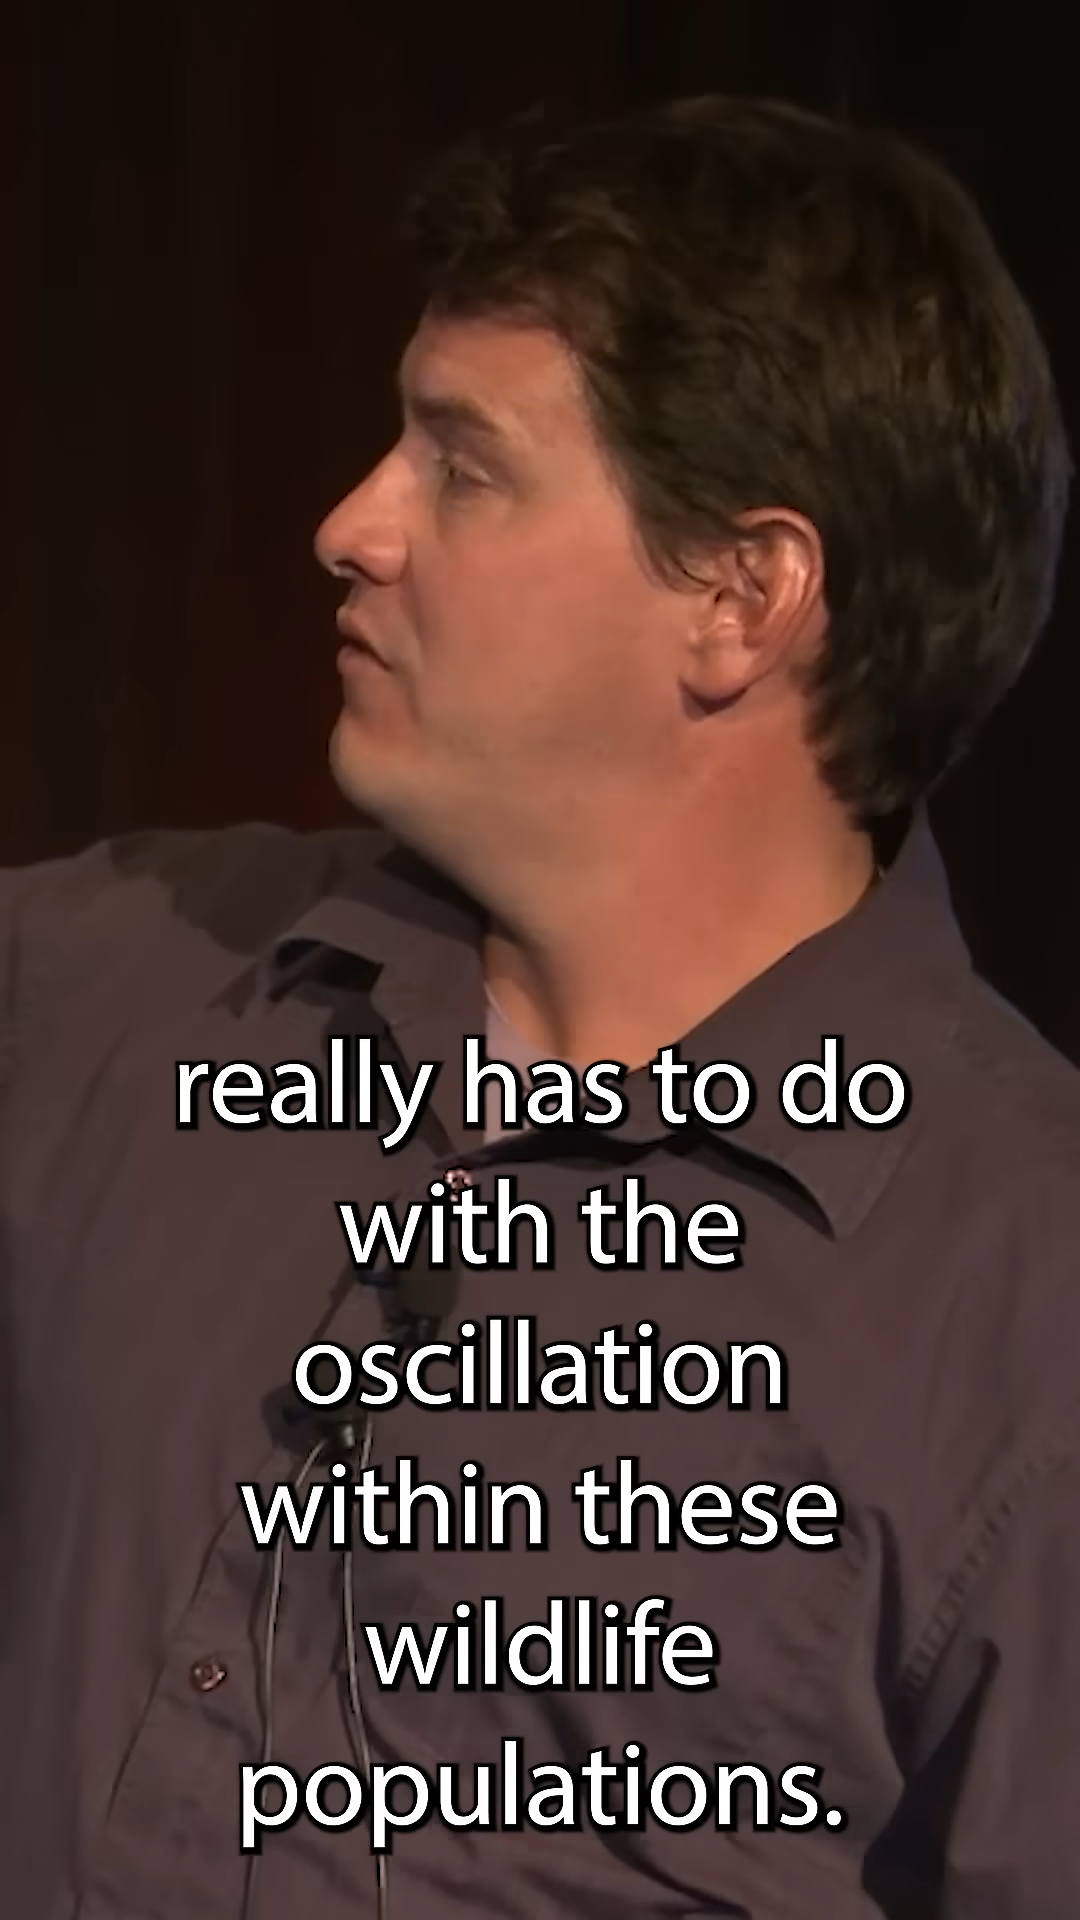 really has to do
with the
oscillation
within these
wildlife
populations.